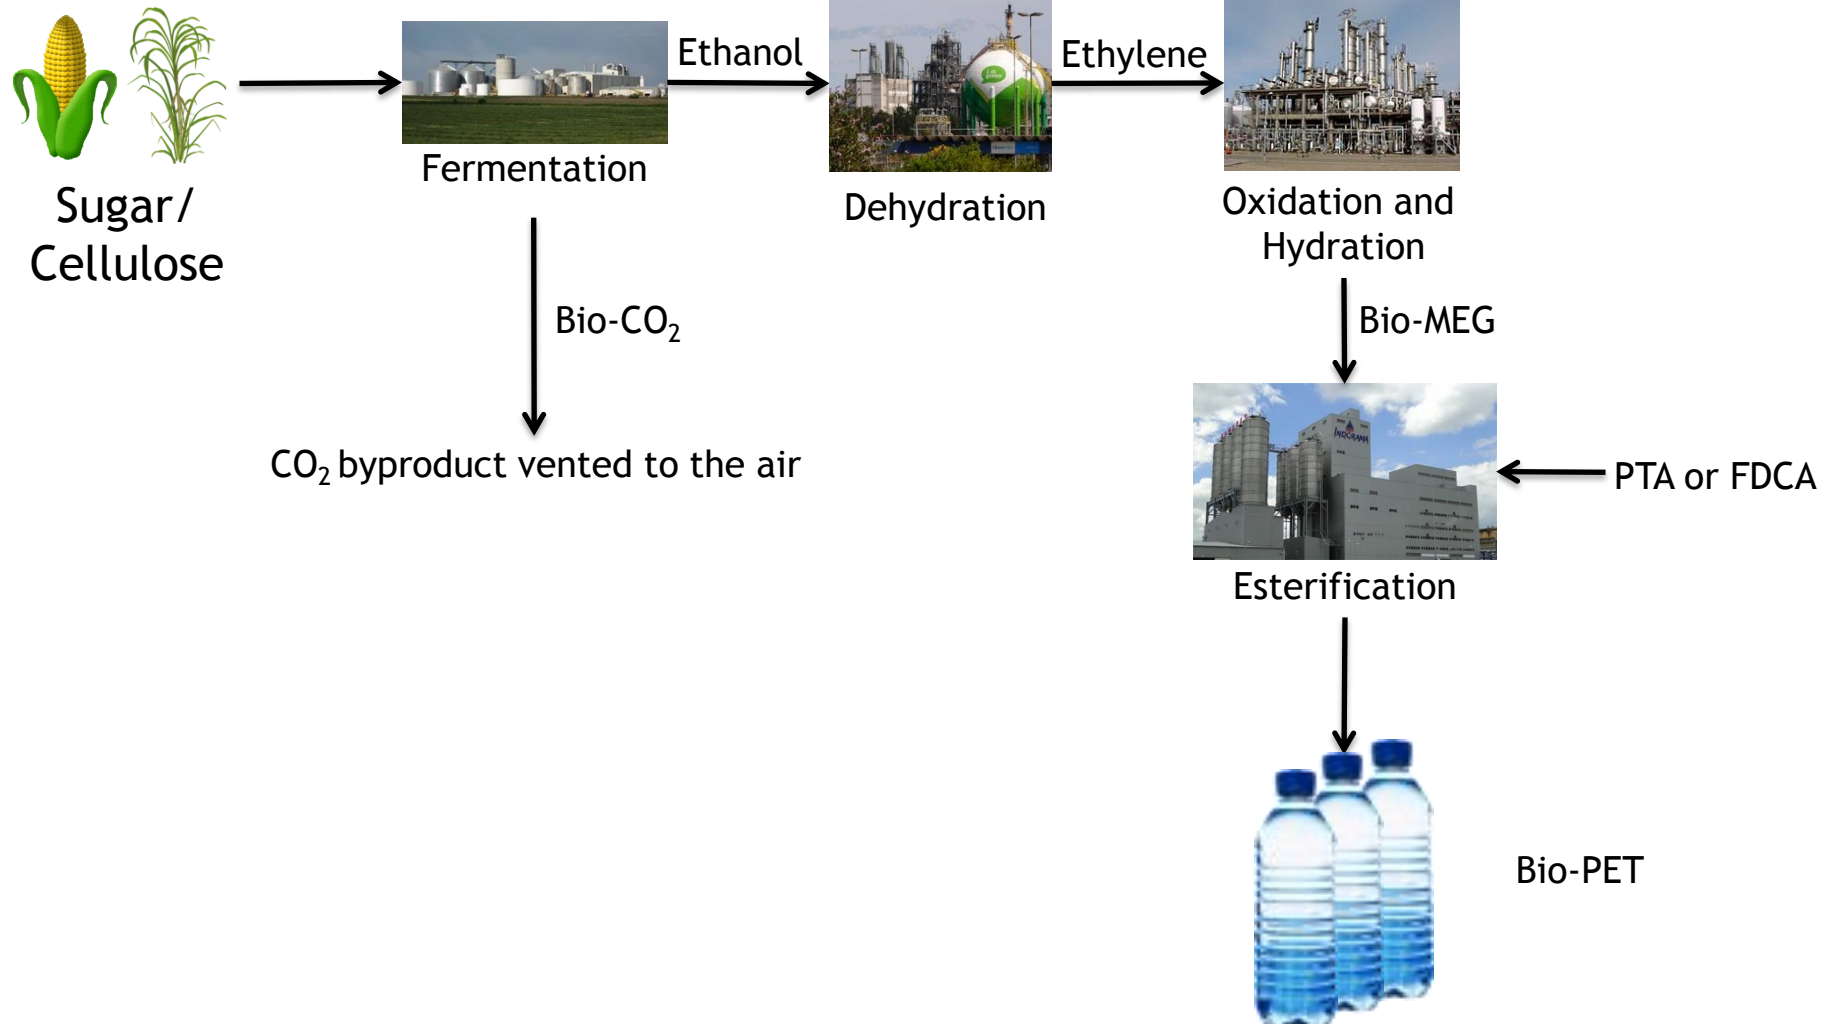 Ethanol
Ethylene
Fermentation
Dehydration
Oxidation and
Hydration
Sugar/
Cellulose
Bio-CO₂
Bio-MEG
CO₂ byproduct vented to the air
INDORAMA
PTA or FDCA
Esterification
Bio-PET